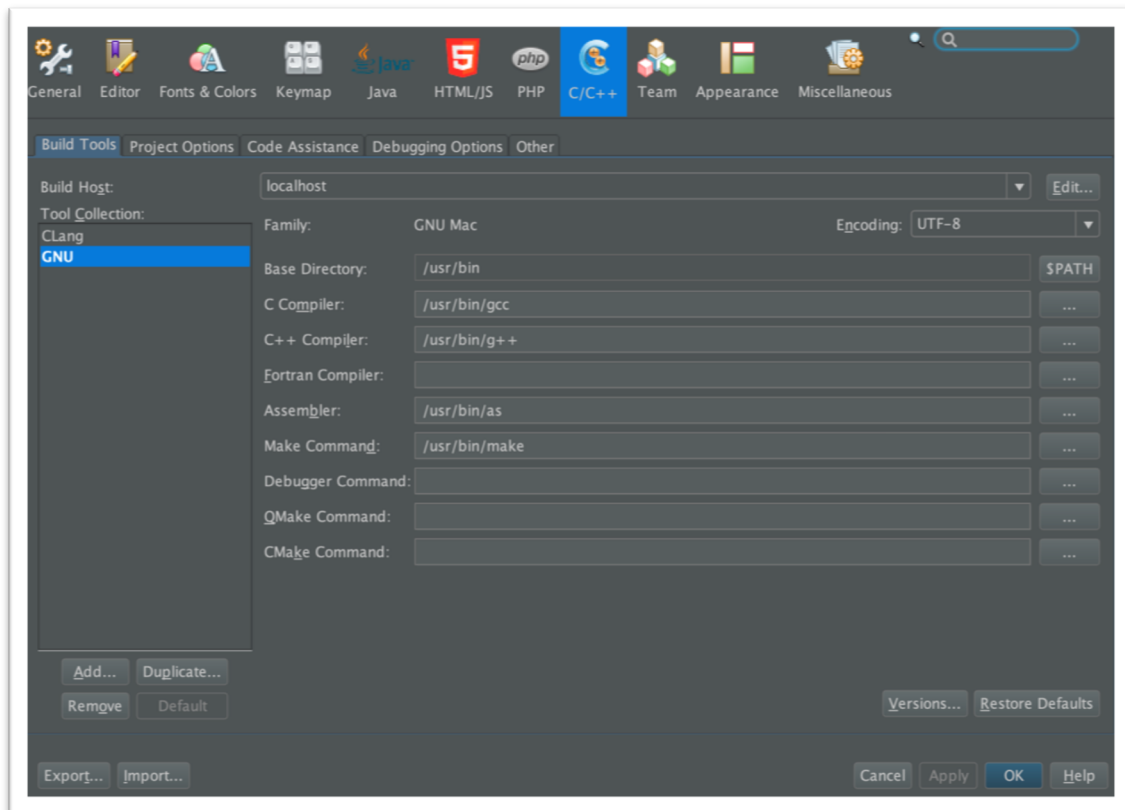 General Editor Fonts & Colors Keymap Java HTML/JS PHP C/C++ Team Appearance Miscellaneous
Java
5
php
Build Tools Project Options Code Assistance Debugging Options Other
Build Host: localhost Edit...
Tool Collection:
CLang
GNU
Family: GNU Mac Encoding: UTF-8
Base Directory: /usr/bin $PATH
C Compiler: /usr/bin/gcc ...
C++ Compiler: /usr/bin/g++ ...
Fortran Compiler: ...
Assembler: /usr/bin/as ...
Make Command: /usr/bin/make ...
Debugger Command: ...
QMake Command: ...
CMake Command: ...
Add... Duplicate...
Remove Default
Versions... Restore Defaults
Export... Import... Cancel Apply OK Help